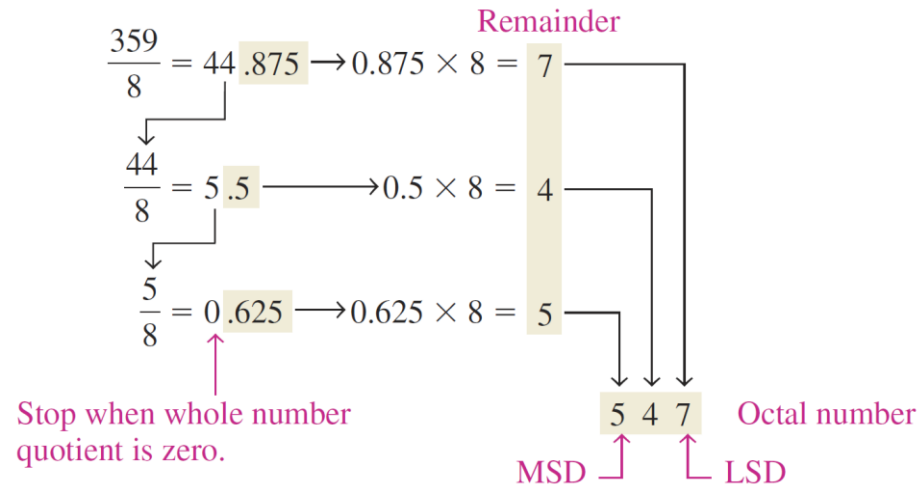 Remainder
359/8 = 44 .875 → 0.875 × 8 = 7
44/8 = 5 .5 → 0.5 × 8 = 4
5/8 = 0 .625 → 0.625 × 8 = 5
Stop when whole number
quotient is zero.
5 4 7 Octal number
MSD LSD